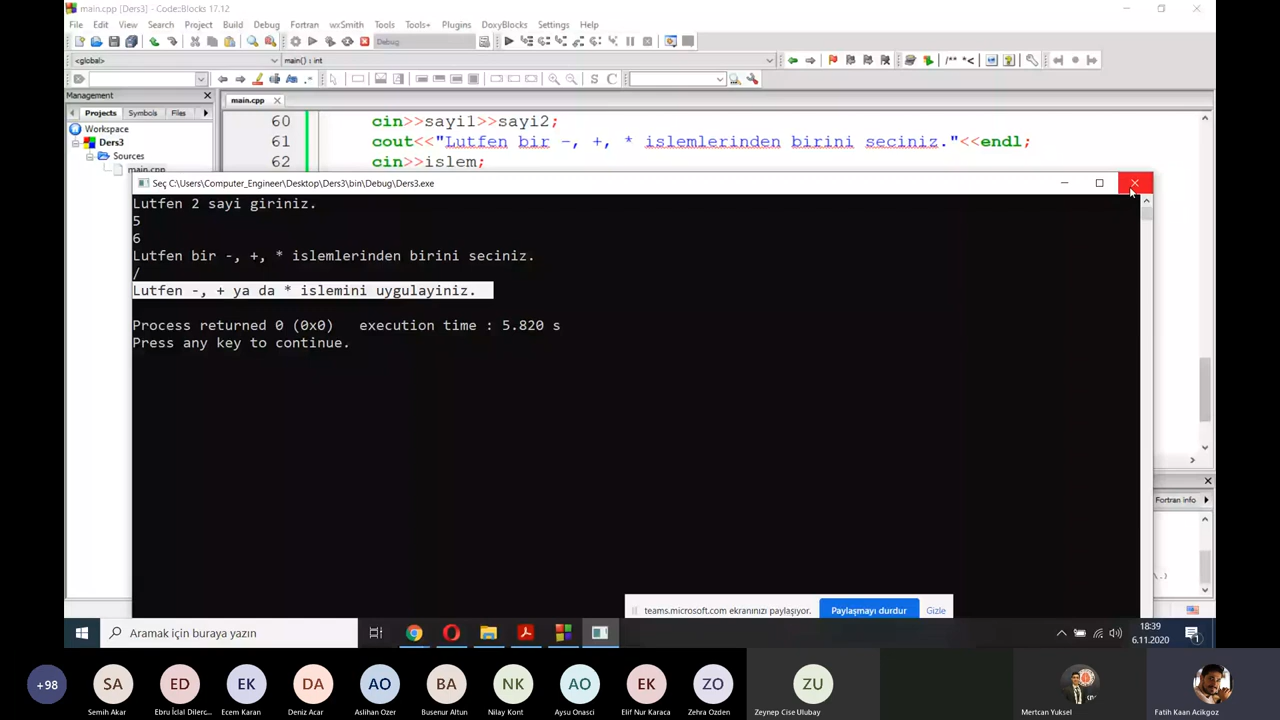 main.cpp [Ders3] - Code::Blocks 17.12
File Edit View Search Project Build Debug Fortran wxSmith Tools Tools+ Plugins DoxyBlocks Settings Help
Debug
<global> main() : int
Management
Projects Symbols Files
main.cpp
Workspace
Ders3
Sources
main.cpp
60 cin>>sayi1>>sayi2;
61 cout<<"Lutfen bir -, +, * islemlerinden birini seciniz."<<endl;
62 cin>>islem;
Seç C:\Users\Computer_Engineer\Desktop\Ders3\bin\Debug\Ders3.exe
Lutfen 2 sayi giriniz.
5
6
Lutfen bir -, +, * islemlerinden birini seciniz.
/
Lutfen -, + ya da * islemini uygulayiniz.
Process returned 0 (0x0) execution time : 5.820 s
Press any key to continue.
Fortran info
.\.)
teams.microsoft.com ekranınızı paylaşıyor. Paylaşmayı durdur Gizle
Aramak için buraya yazın
18:39
6.11.2020
1
+98 SA ED EK DA AO BA NK AO EK ZO ZU
Semih Akar Ebru İclal Dilerc... Ecem Karan Deniz Acar Aslihan Ozer Busenur Altun Nilay Kont Aysu Onasci Elif Nur Karaca Zehra Ozden Zeynep Cise Ulubay Mertcan Yuksel Fatih Kaan Acikgoz